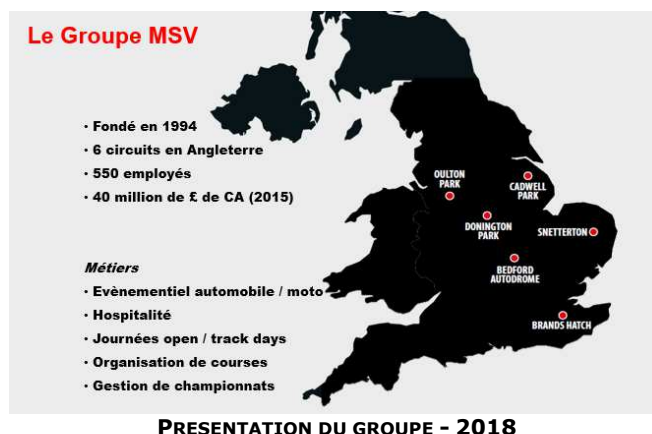 Le Groupe MSV
· Fondé en 1994
· 6 circuits en Angleterre
· 550 employés
· 40 million de £ de CA (2015)
Métiers
· Evènementiel automobile / moto
· Hospitalité
· Journées open / track days
· Organisation de courses
· Gestion de championnats
OULTON
PARK
CADWELL
PARK
DONINGTON
PARK
SNETTERTON
BEDFORD
AUTODROME
BRANDS HATCH
PRESENTATION DU GROUPE - 2018